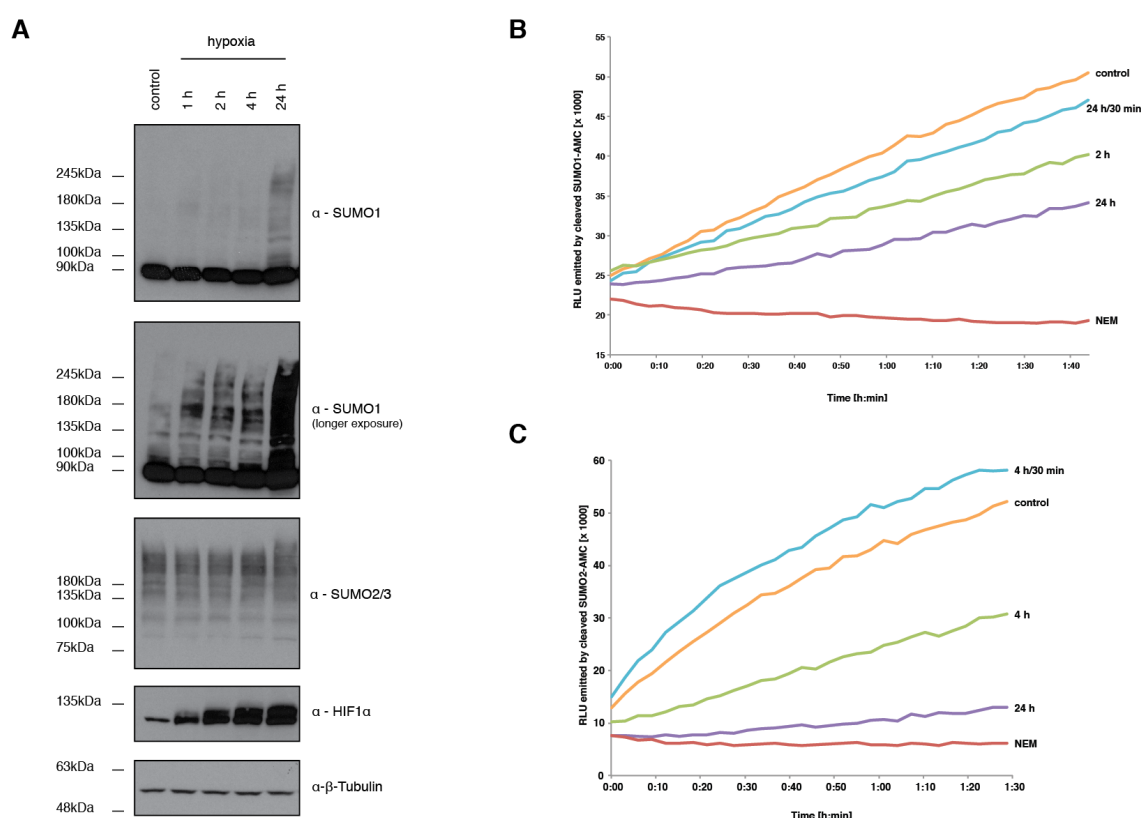 A
hypoxia
control
1 h
2 h
4 h
24 h
245kDa
180kDa
135kDa
100kDa
90kDa
α - SUMO1
245kDa
180kDa
135kDa
100kDa
90kDa
α - SUMO1
(longer exposure)
180kDa
135kDa
100kDa
75kDa
α - SUMO2/3
135kDa
α - HIF1α
63kDa
48kDa
α-β-Tubulin
B
RLU emitted by cleaved SUMO1-AMC [x 1000]
55
50
45
40
35
30
25
20
15
control
24 h/30 min
2 h
24 h
NEM
0:00
0:10
0:20
0:30
0:40
0:50
1:00
1:10
1:20
1:30
1:40
Time [h:min]
C
RLU emitted by cleaved SUMO2-AMC [x 1000]
60
50
40
30
20
10
0
4 h/30 min
control
4 h
24 h
NEM
0:00
0:10
0:20
0:30
0:40
0:50
1:00
1:10
1:20
1:30
Time [h:min]